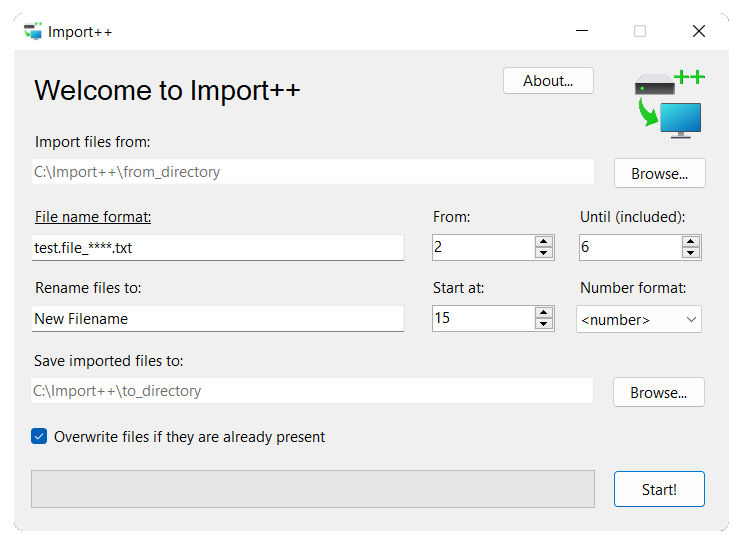 Import++
Welcome to Import++
About...
++
Import files from:
C:\Import++\from_directory
Browse...
File name format:
From:
Until (included):
test.file_****.txt
2
6
Rename files to:
Start at:
Number format:
New Filename
15
<number>
Save imported files to:
C:\Import++\to_directory
Browse...
Overwrite files if they are already present
Start!